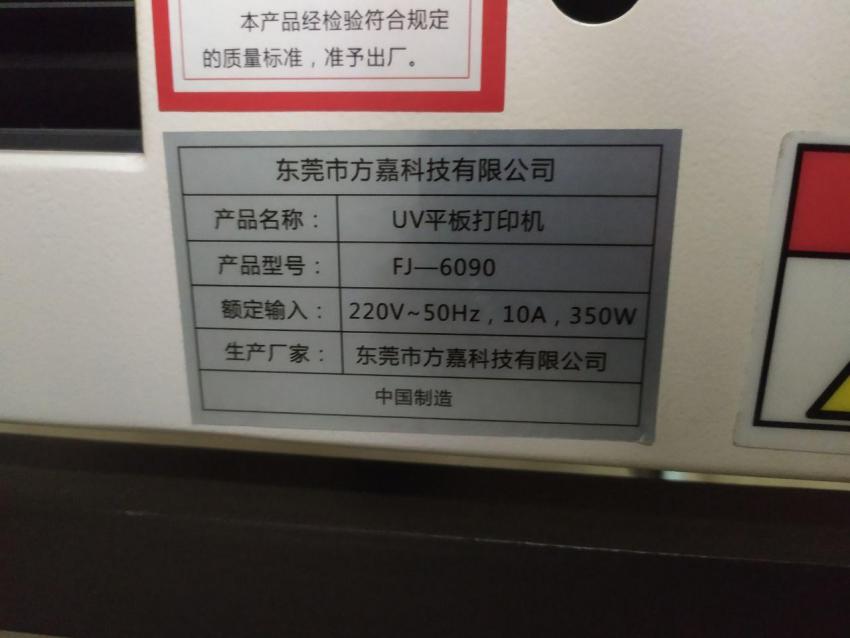 本产品经检验符合规定
的质量标准，准予出厂。
东莞市方嘉科技有限公司
产品名称： UV平板打印机
产品型号： FJ—6090
额定输入： 220V~50Hz，10A，350W
生产厂家： 东莞市方嘉科技有限公司
中国制造